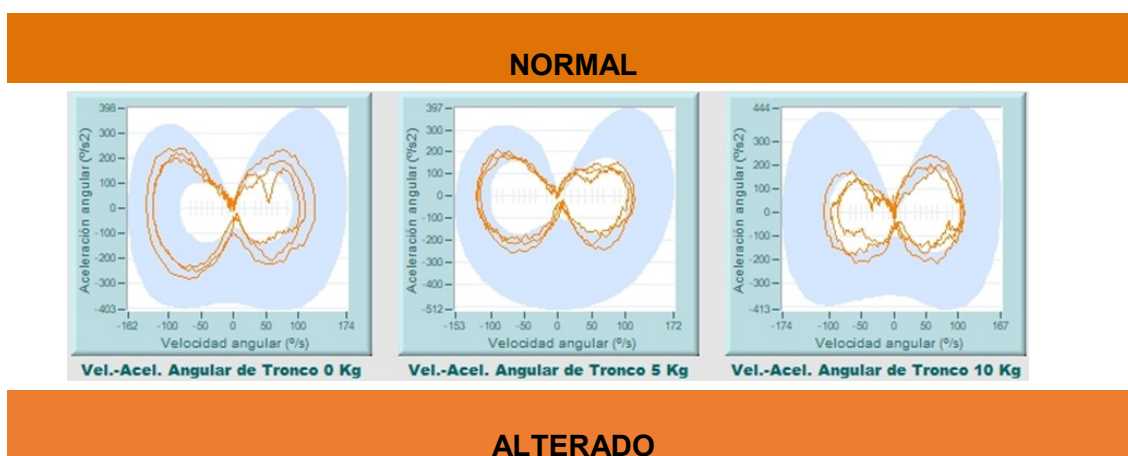 NORMAL
398
300
200
100
0
-100
-200
-300
-403
Aceleración angular (º/s2)
-162 -100 -50 0 50 100 174
Velocidad angular (º/s)
Vel.-Acel. Angular de Tronco 0 Kg
397
300
200
100
0
-100
-200
-300
-400
-512
Aceleración angular (º/s2)
-153 -100 -50 0 50 100 172
Velocidad angular (º/s)
Vel.-Acel. Angular de Tronco 5 Kg
444
300
200
100
0
-100
-200
-300
-413
Aceleración angular (º/s2)
-174 -100 -50 0 50 100 167
Velocidad angular (º/s)
Vel.-Acel. Angular de Tronco 10 Kg
ALTERADO